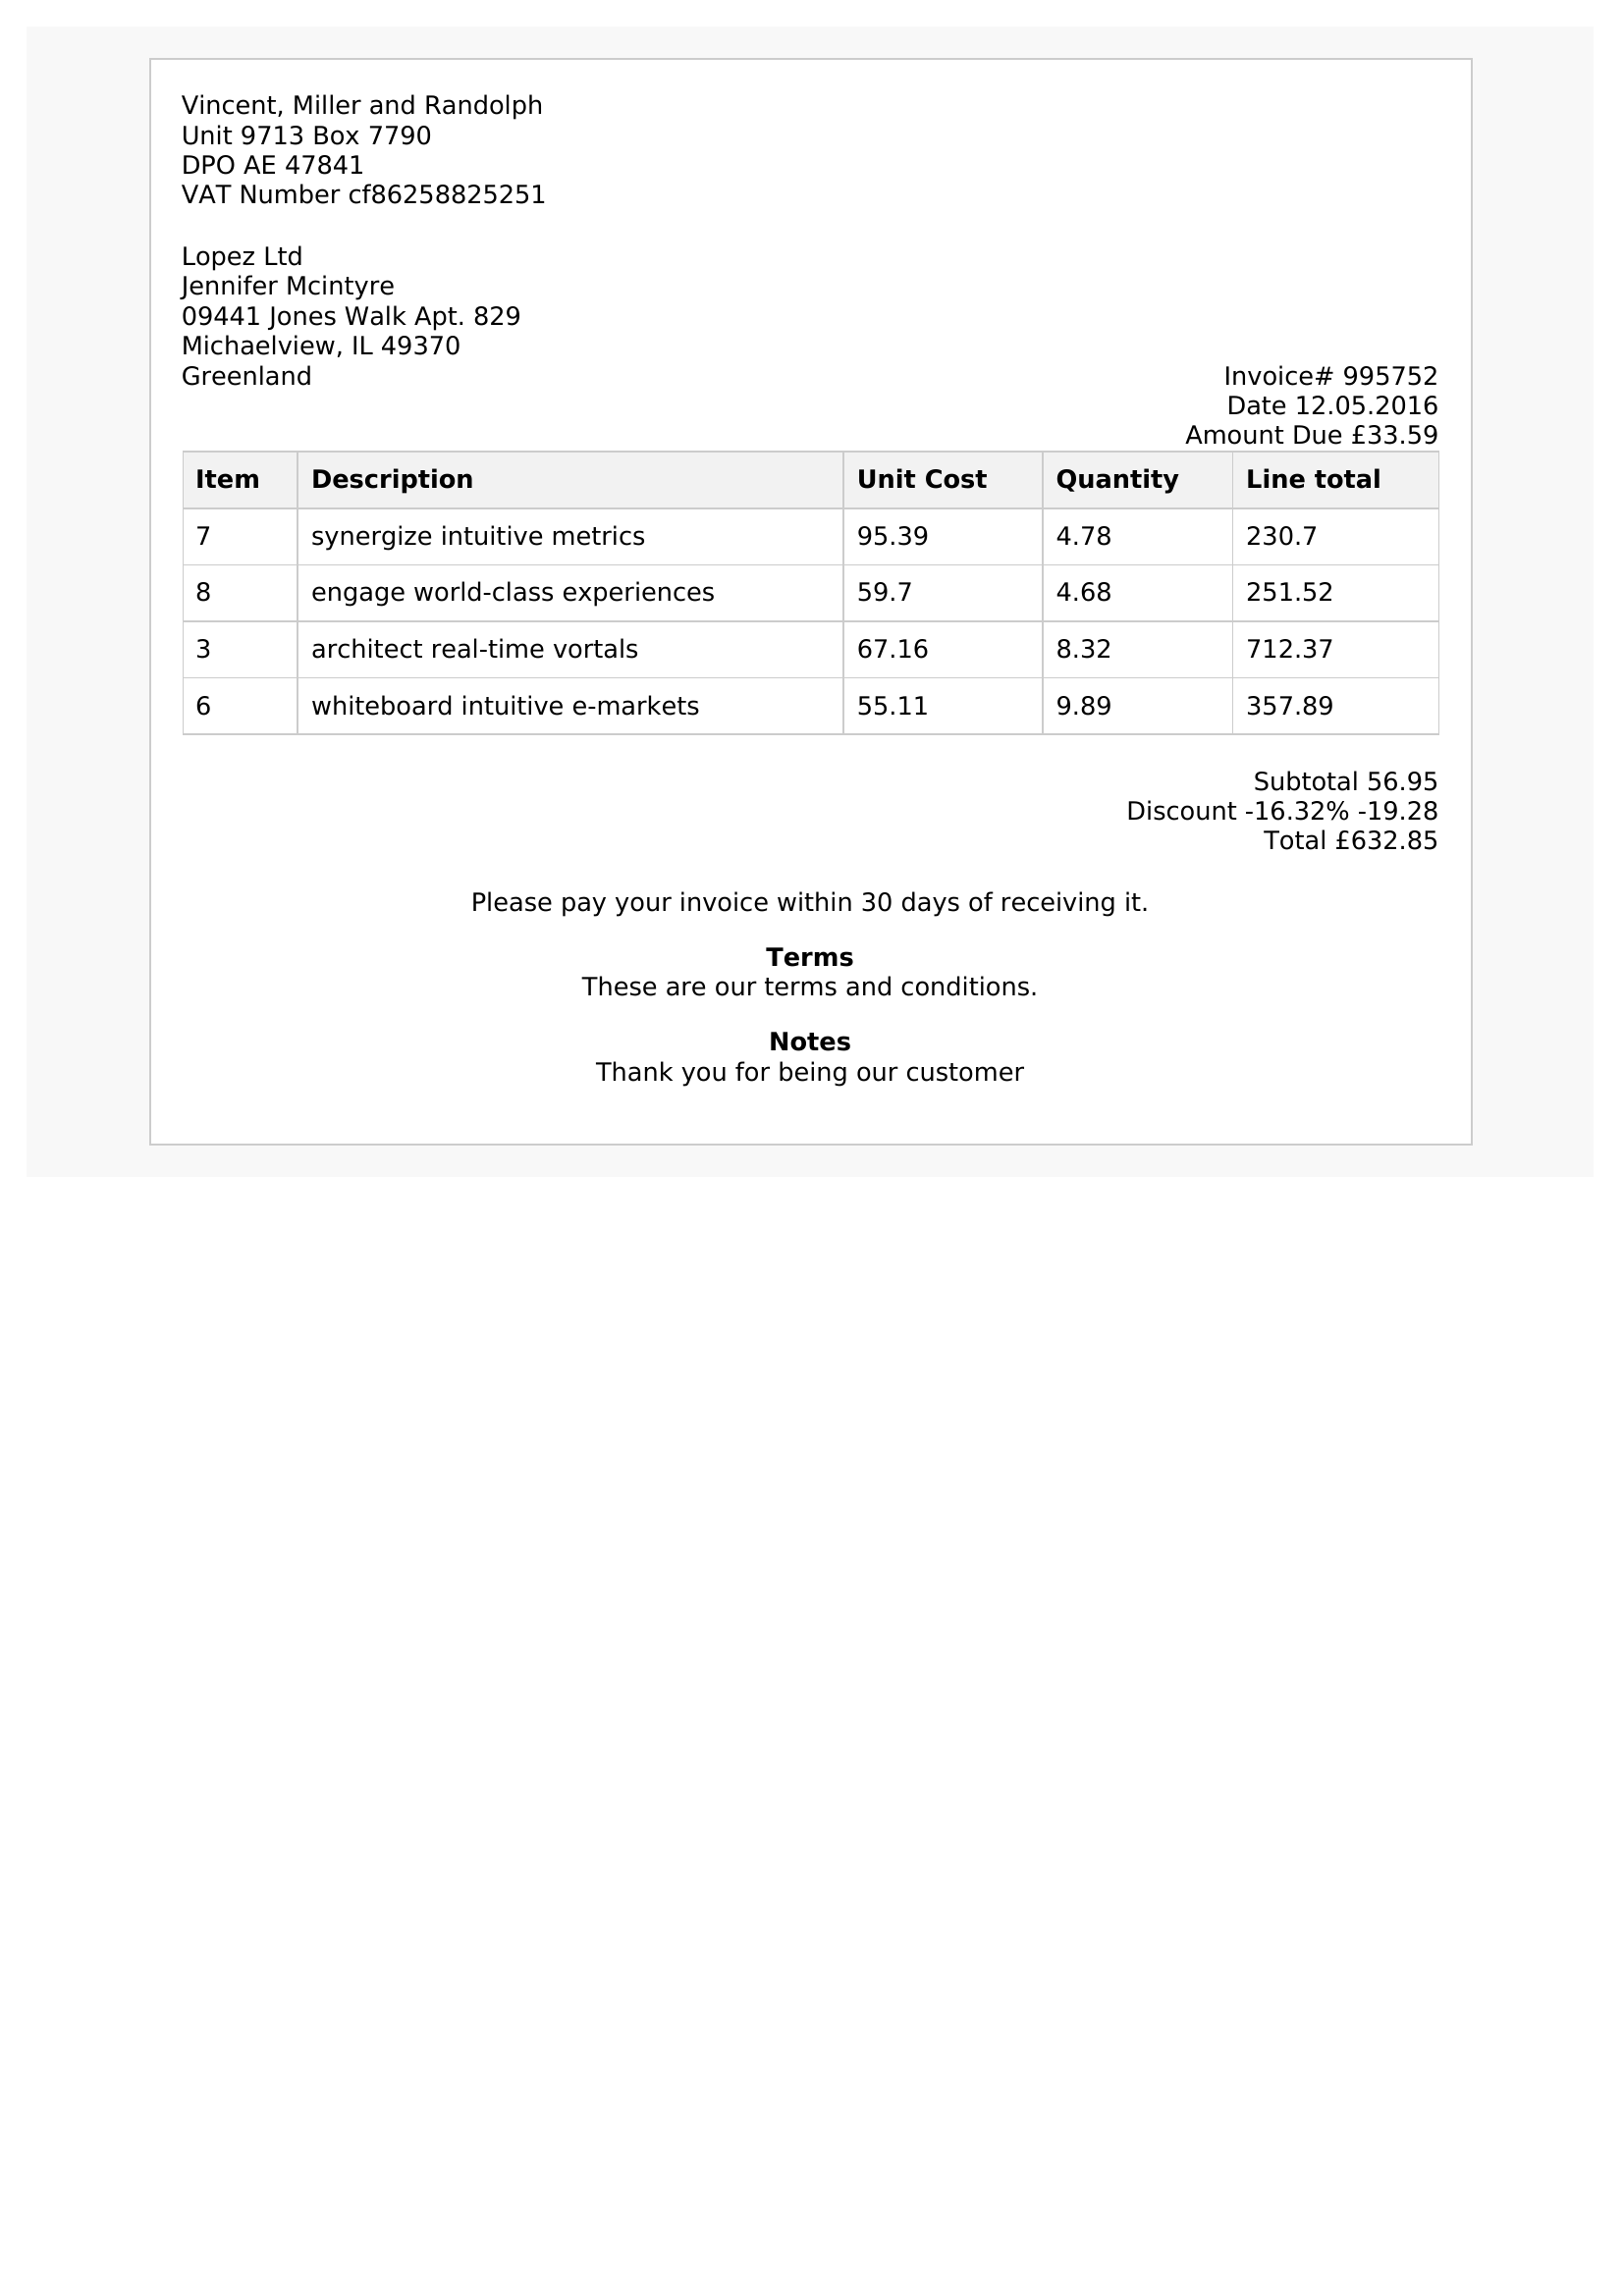 Vincent, Miller and Randolph
Unit 9713 Box 7790
DPO AE 47841
VAT Number cf86258825251
Lopez Ltd
Jennifer Mcintyre
09441 Jones Walk Apt. 829
Michaelview, IL 49370
Greenland
Invoice# 995752
Date 12.05.2016
Amount Due £33.59
Item Description Unit Cost Quantity Line total
7 synergize intuitive metrics 95.39 4.78 230.7
8 engage world-class experiences 59.7 4.68 251.52
3 architect real-time vortals 67.16 8.32 712.37
6 whiteboard intuitive e-markets 55.11 9.89 357.89
Subtotal 56.95
Discount -16.32% -19.28
Total £632.85
Please pay your invoice within 30 days of receiving it.
Terms
These are our terms and conditions.
Notes
Thank you for being our customer